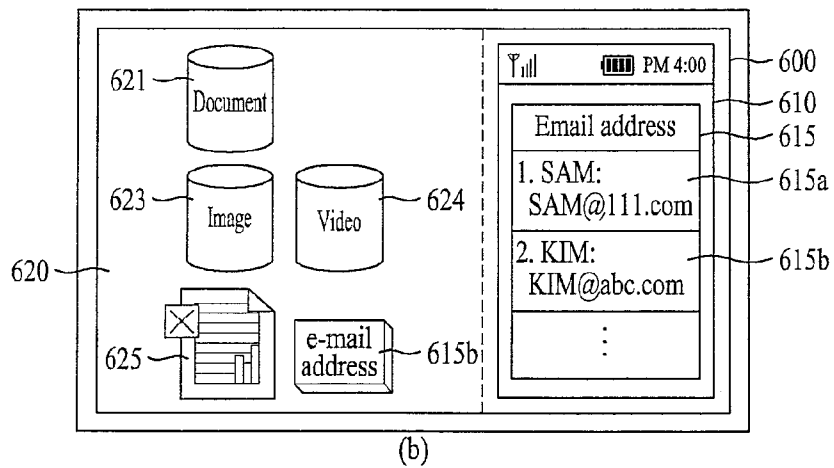 621
Document
623
Image
Video
624
620
625
e-mail
address
615b
PM 4:00
600
610
Email address
615
1. SAM:
SAM@111.com
615a
2. KIM:
KIM@abc.com
615b
(b)